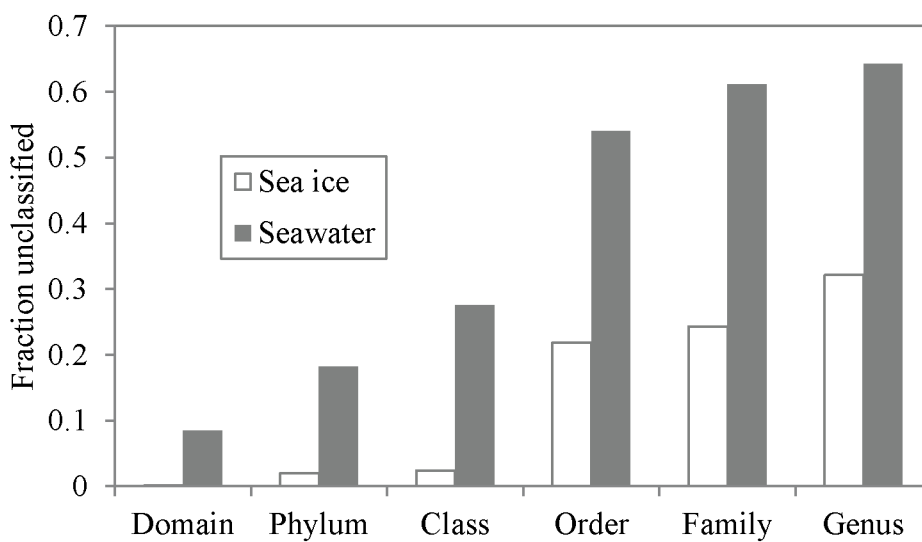 0.7
0.6
0.5
0.4
0.3
0.2
0.1
0
Fraction unclassified
Sea ice
Seawater
Domain Phylum Class Order Family Genus